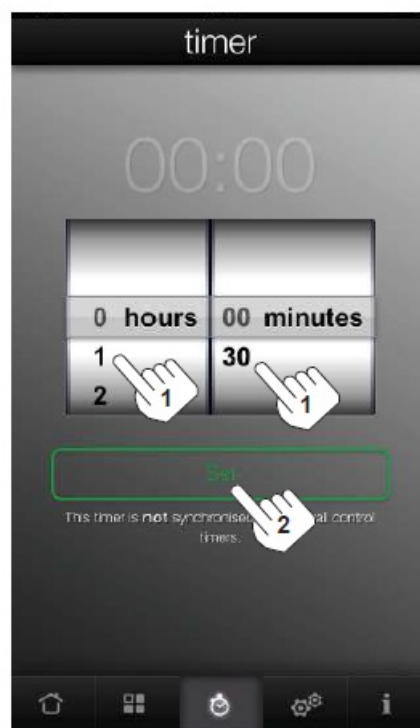 timer
00:00
0 hours 00 minutes
1 30
2
1 1
Set
This timer is not synchronised control
2
timers.